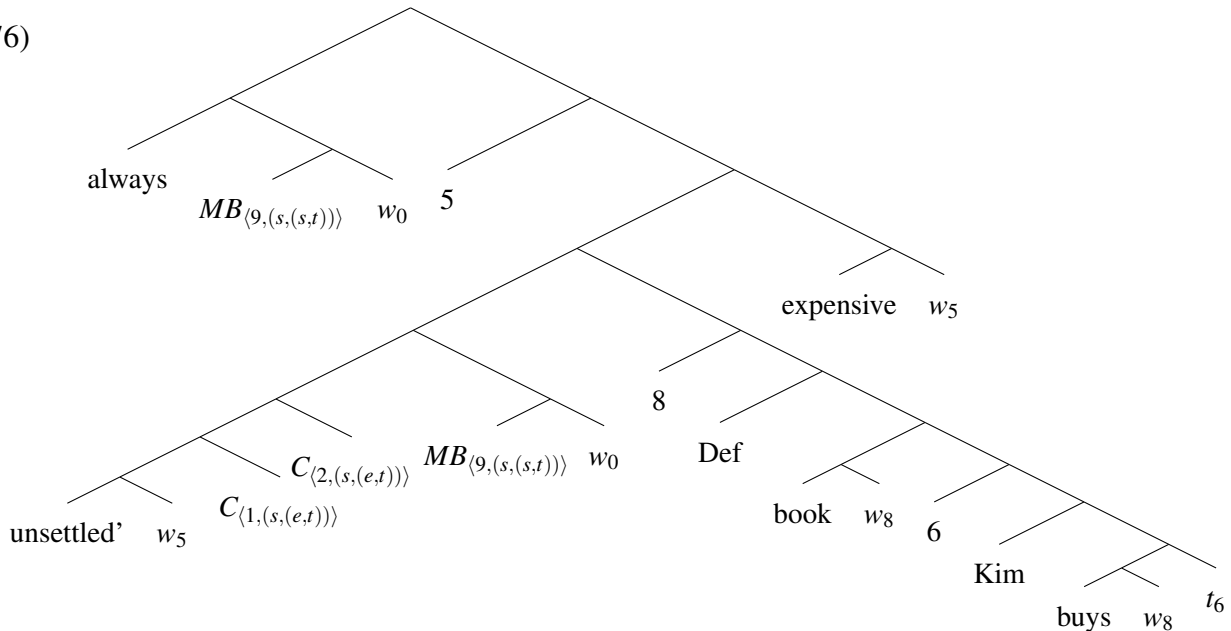 6)
always
MB⟨9,(s,(s,t))⟩ w₀ 5
expensive w₅
8
Def
C⟨2,(s,(e,t))⟩ MB⟨9,(s,(s,t))⟩ w₀
unsettled’ w₅ C⟨1,(s,(e,t))⟩
book w₈ 6
Kim
buys w₈ t₆